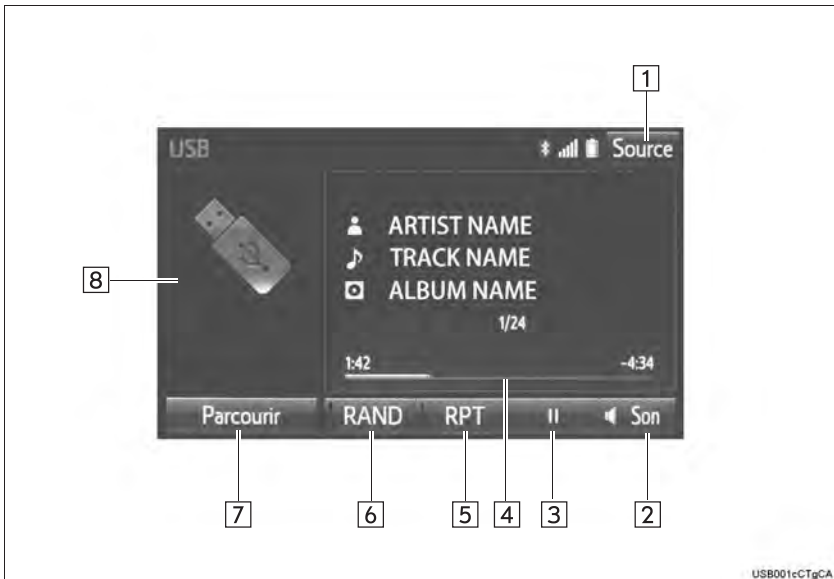 1
USB Source
ARTIST NAME
TRACK NAME
ALBUM NAME
8
1/24
1:42 -4:34
Parcourir RAND RPT II Son
7 6 5 4 3 2
USB001cCTgCA